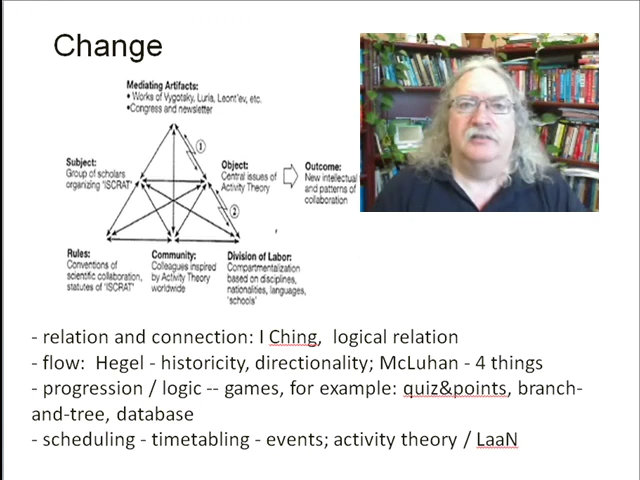 Change
Mediating Artifacts:
• Works of Vygotsky, Luria, Leont'ev, etc.
• Congress and newsletter
1
Subject:
Group of scholars
organizing 'ISCRAT'
Object:
Central issues of
Activity Theory
Outcome:
New intellectual
and patterns of
collaboration
2
Rules:
Conventions of
scientific collaboration,
statutes of 'ISCRAT'
Community:
Colleagues inspired
by Activity Theory
worldwide
Division of Labor:
Compartmentalization
based on disciplines,
nationalities, languages,
'schools'
- relation and connection: I Ching, logical relation
- flow: Hegel - historicity, directionality; McLuhan - 4 things
- progression / logic -- games, for example: quiz&points, branch-
and-tree, database
- scheduling - timetabling - events; activity theory / LaaN